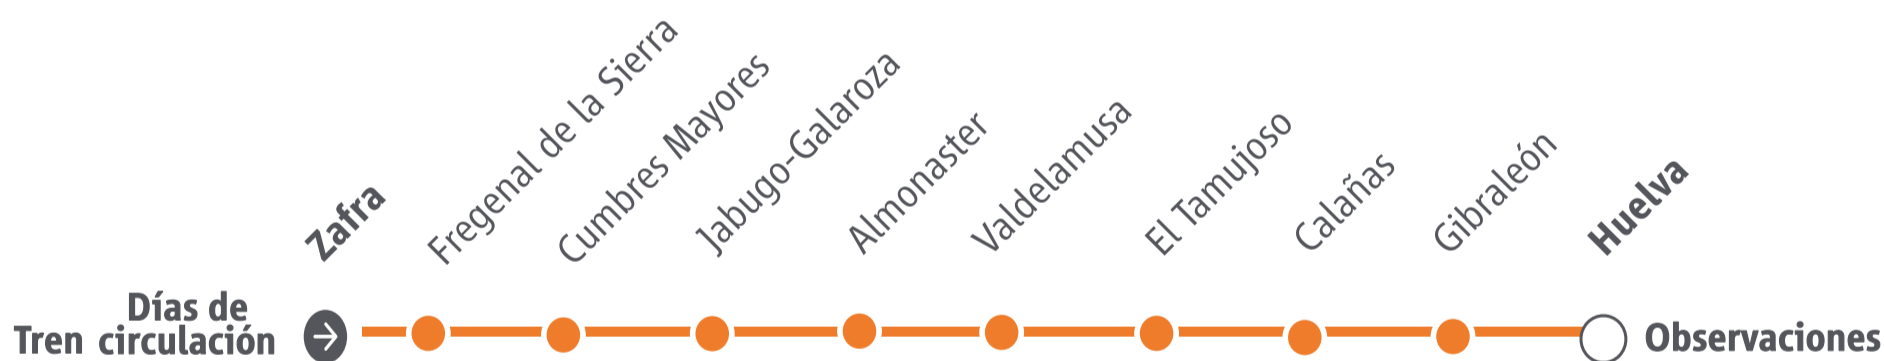 Zafra
Fregenal de la Sierra
Cumbres Mayores
Jabugo-Galaroza
Almonaster
Valdelamusa
El Tamujoso
Calañas
Gibraleón
Huelva
Días de
Tren circulación
Observaciones